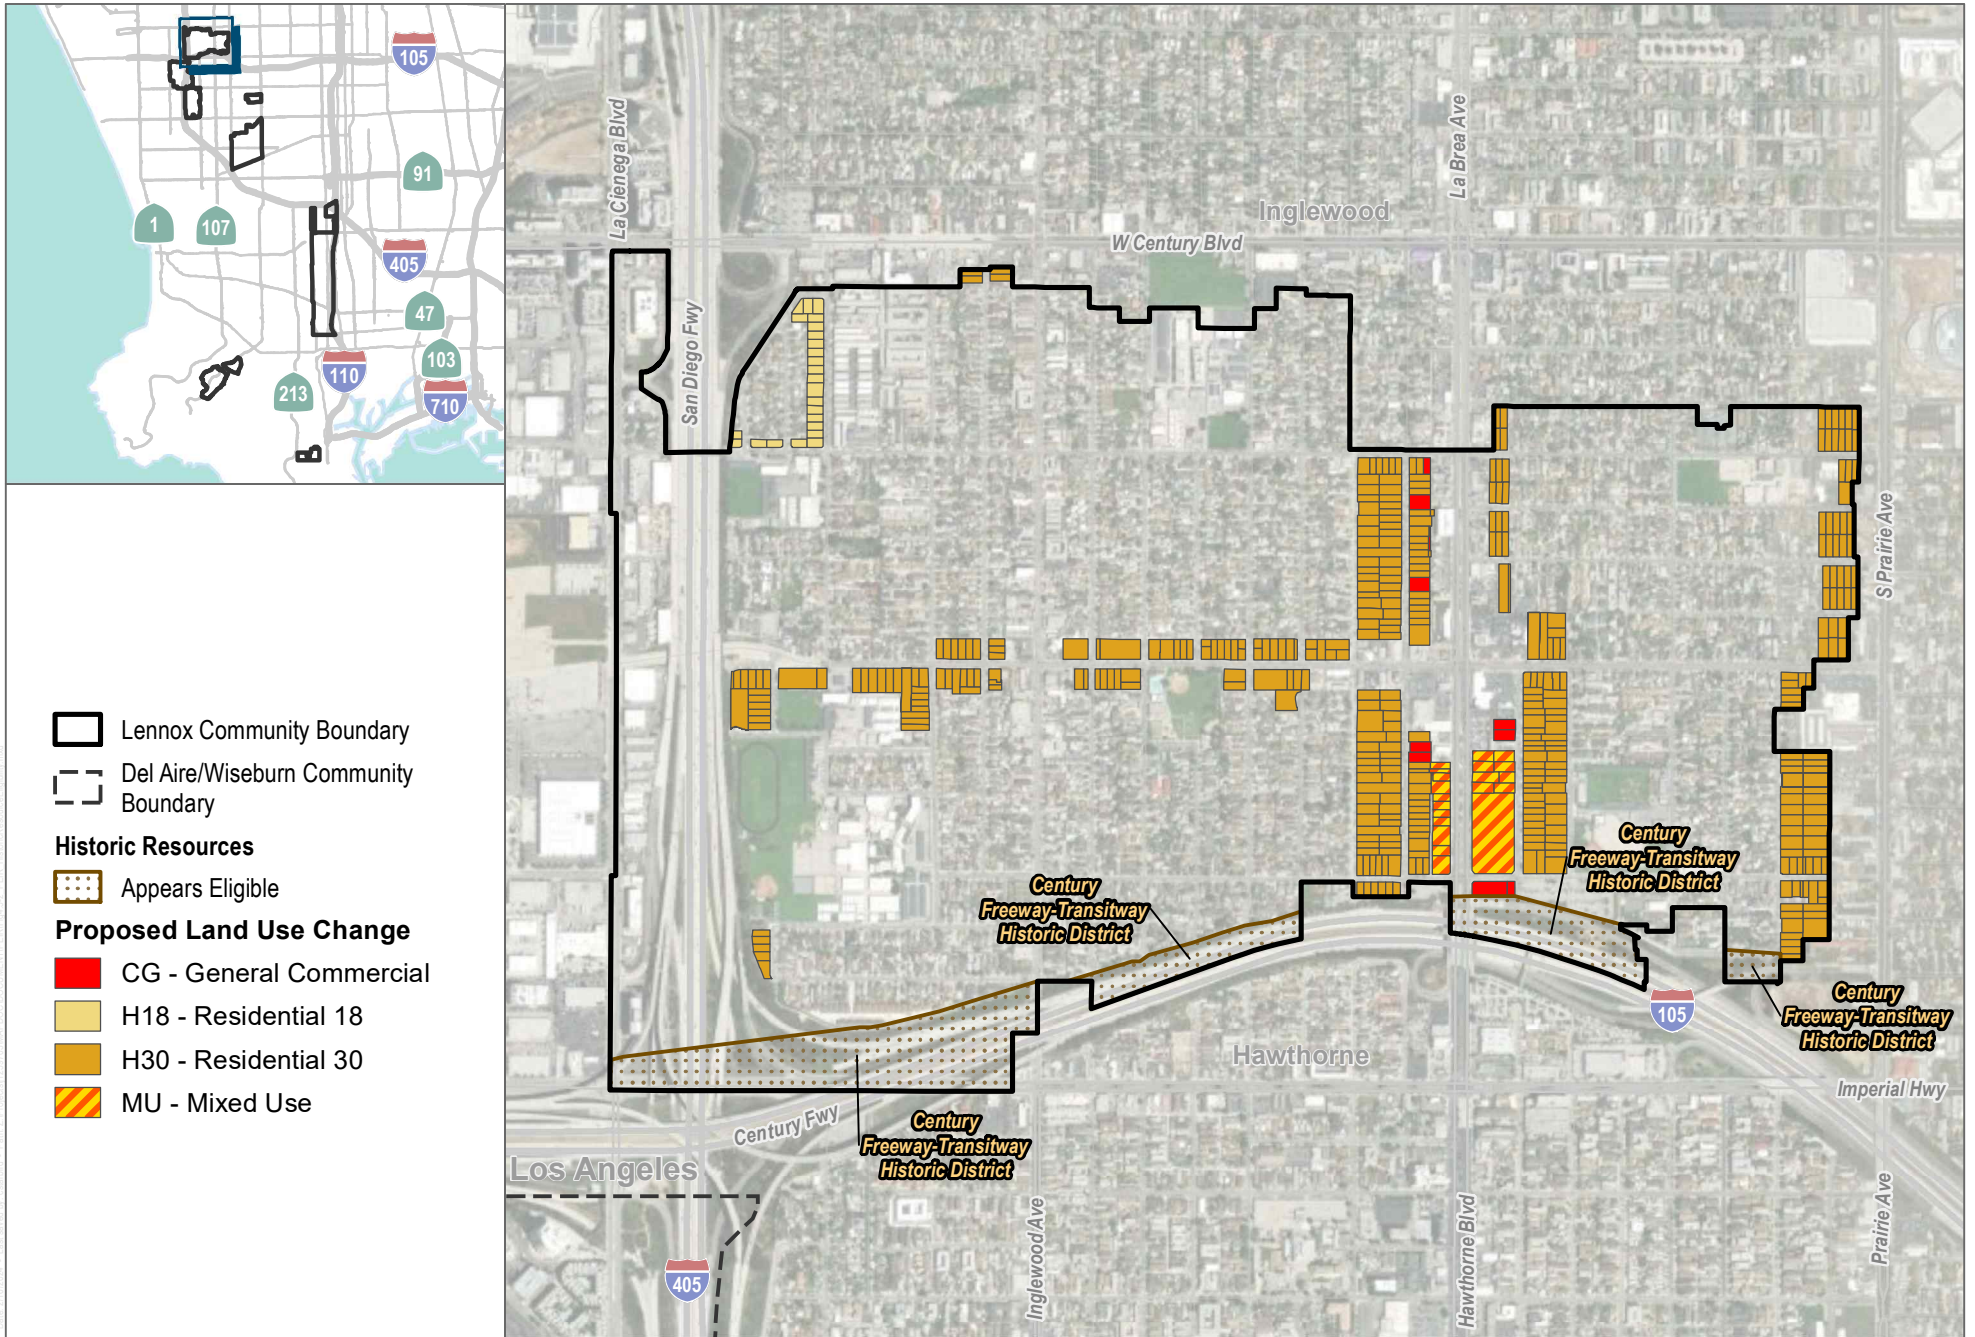 105
91
1
107
405
47
103
110
213
710
Lennox Community Boundary
Del Aire/Wiseburn Community
Boundary
Historic Resources
Appears Eligible
Proposed Land Use Change
CG - General Commercial
H18 - Residential 18
H30 - Residential 30
MU - Mixed Use
La Cienega Blvd
La Brea Ave
Inglewood
W Century Blvd
San Diego Fwy
S Prairie Ave
Century
Freeway-Transitway
Historic District
Century
Freeway-Transitway
Historic District
Century
Freeway-Transitway
Historic District
105
Hawthorne
Imperial Hwy
Century Fwy
Century
Freeway-Transitway
Historic District
Los Angeles
405
Inglewood Ave
Hawthorne Blvd
Prairie Ave